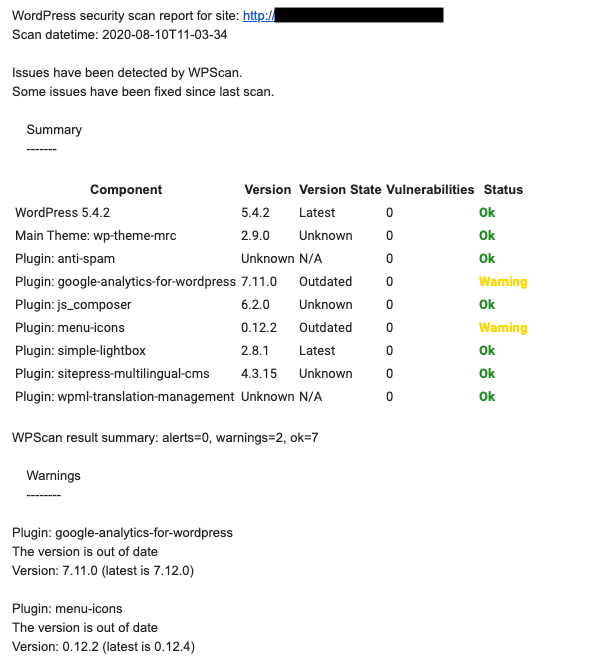 WordPress security scan report for site: http://
Scan datetime: 2020-08-10T11-03-34
Issues have been detected by WPScan.
Some issues have been fixed since last scan.
Summary
-------
Component Version Version State Vulnerabilities Status
WordPress 5.4.2 5.4.2 Latest 0 Ok
Main Theme: wp-theme-mrc 2.9.0 Unknown 0 Ok
Plugin: anti-spam Unknown N/A 0 Ok
Plugin: google-analytics-for-wordpress 7.11.0 Outdated 0 Warning
Plugin: js_composer 6.2.0 Unknown 0 Ok
Plugin: menu-icons 0.12.2 Outdated 0 Warning
Plugin: simple-lightbox 2.8.1 Latest 0 Ok
Plugin: sitepress-multilingual-cms 4.3.15 Unknown 0 Ok
Plugin: wpml-translation-management Unknown N/A 0 Ok
WPScan result summary: alerts=0, warnings=2, ok=7
Warnings
--------
Plugin: google-analytics-for-wordpress
The version is out of date
Version: 7.11.0 (latest is 7.12.0)
Plugin: menu-icons
The version is out of date
Version: 0.12.2 (latest is 0.12.4)